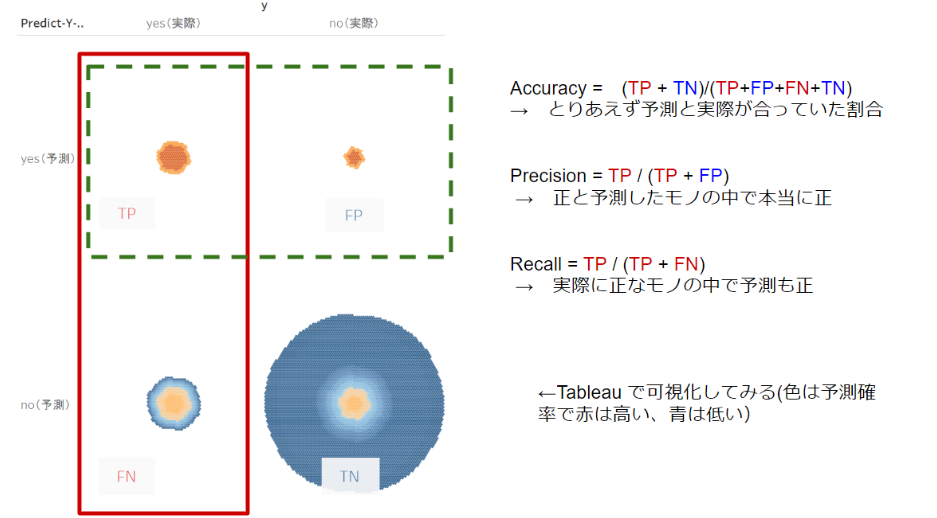 y
Predict-Y-..
yes(実際)
no(実際)
yes(予測)
TP
FP
no(予測)
FN
TN
Accuracy = (TP + TN)/(TP+FP+FN+TN)
→ とりあえず予測と実際が合っていた割合
Precision = TP / (TP + FP)
→ 正と予測したモノの中で本当に正
Recall = TP / (TP + FN)
→ 実際に正なモノの中で予測も正
←Tableau で可視化してみる(色は予測確
率で赤は高い、青は低い)